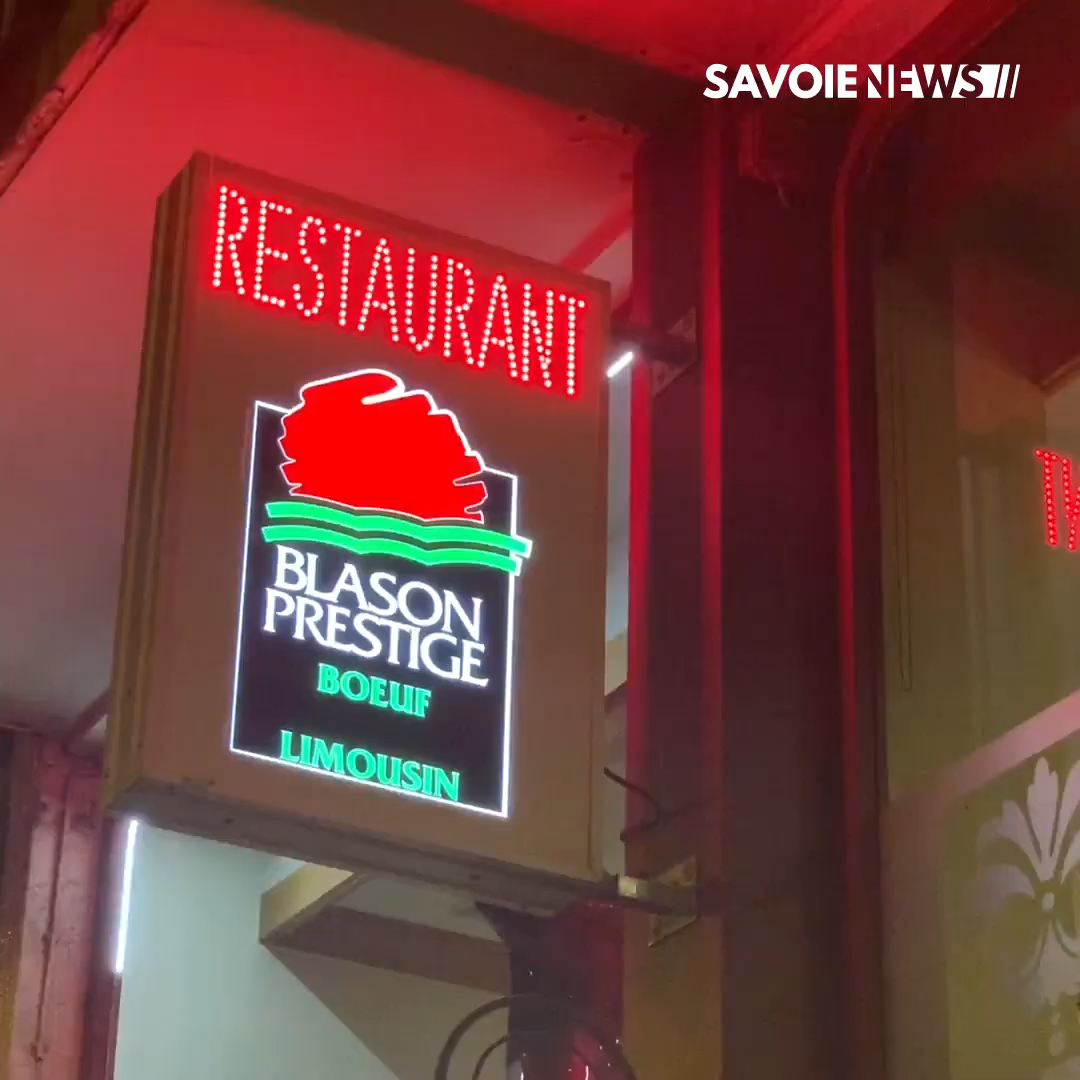 SAVOIE NEWS
RESTAURANT
BLASON
PRESTIGE
BOEUF
LIMOUSIN